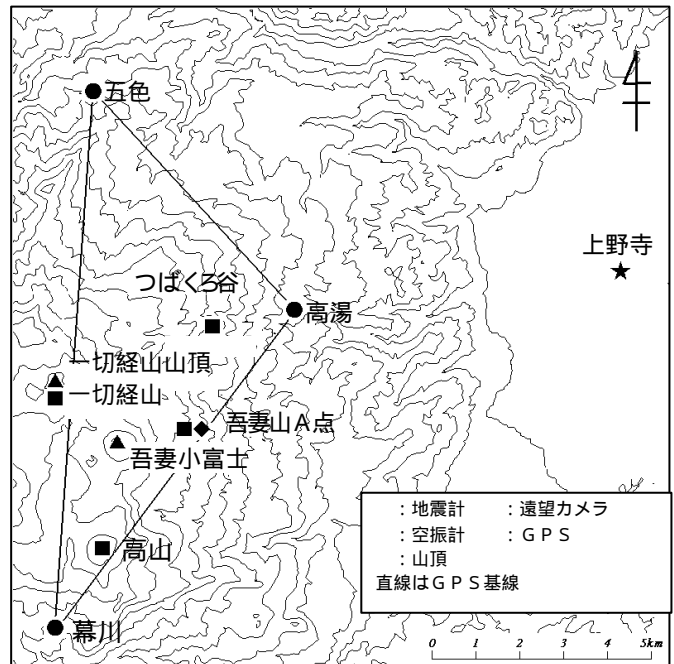 五色
上野寺
つばくろ谷
高湯
一切経山山頂
一切経山
吾妻山A点
吾妻小富士
：地震計　：遠望カメラ
：空振計　：ＧＰＳ
：山頂
直線はＧＰＳ基線
高山
幕川
0 1 2 3 4 5km